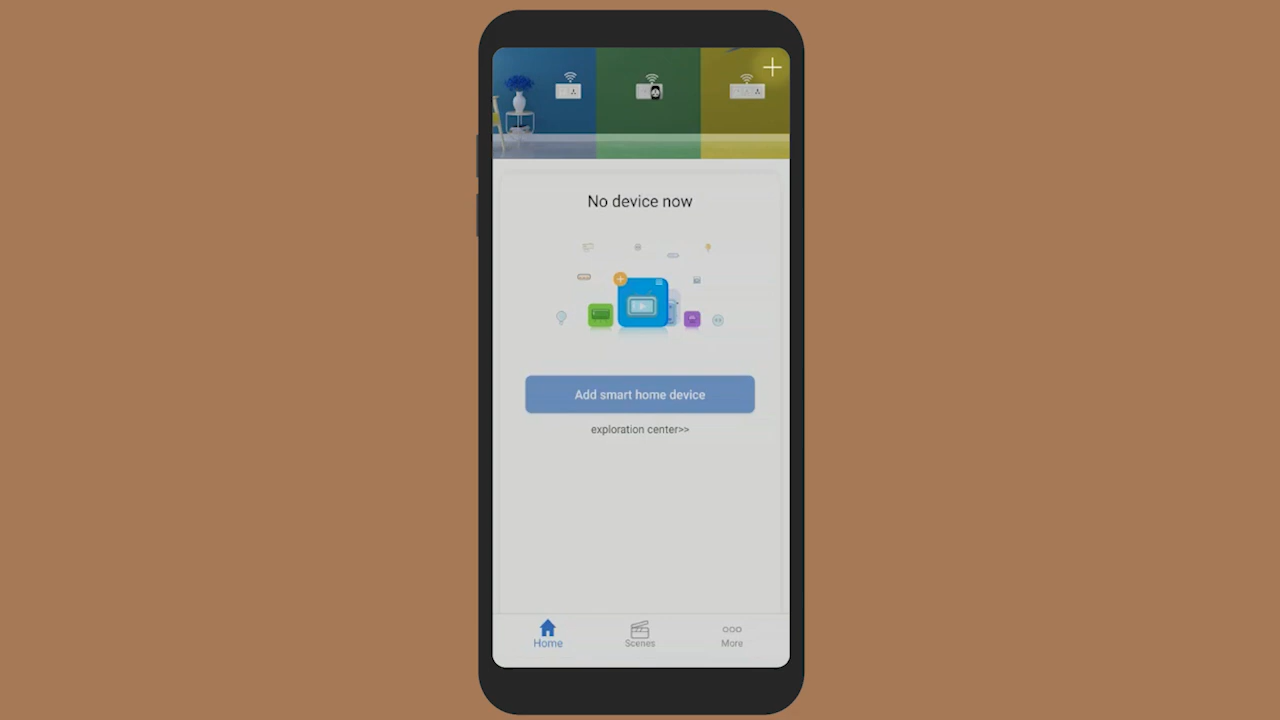 No device now
Add smart home device
exploration center>>
Home
Scenes
More